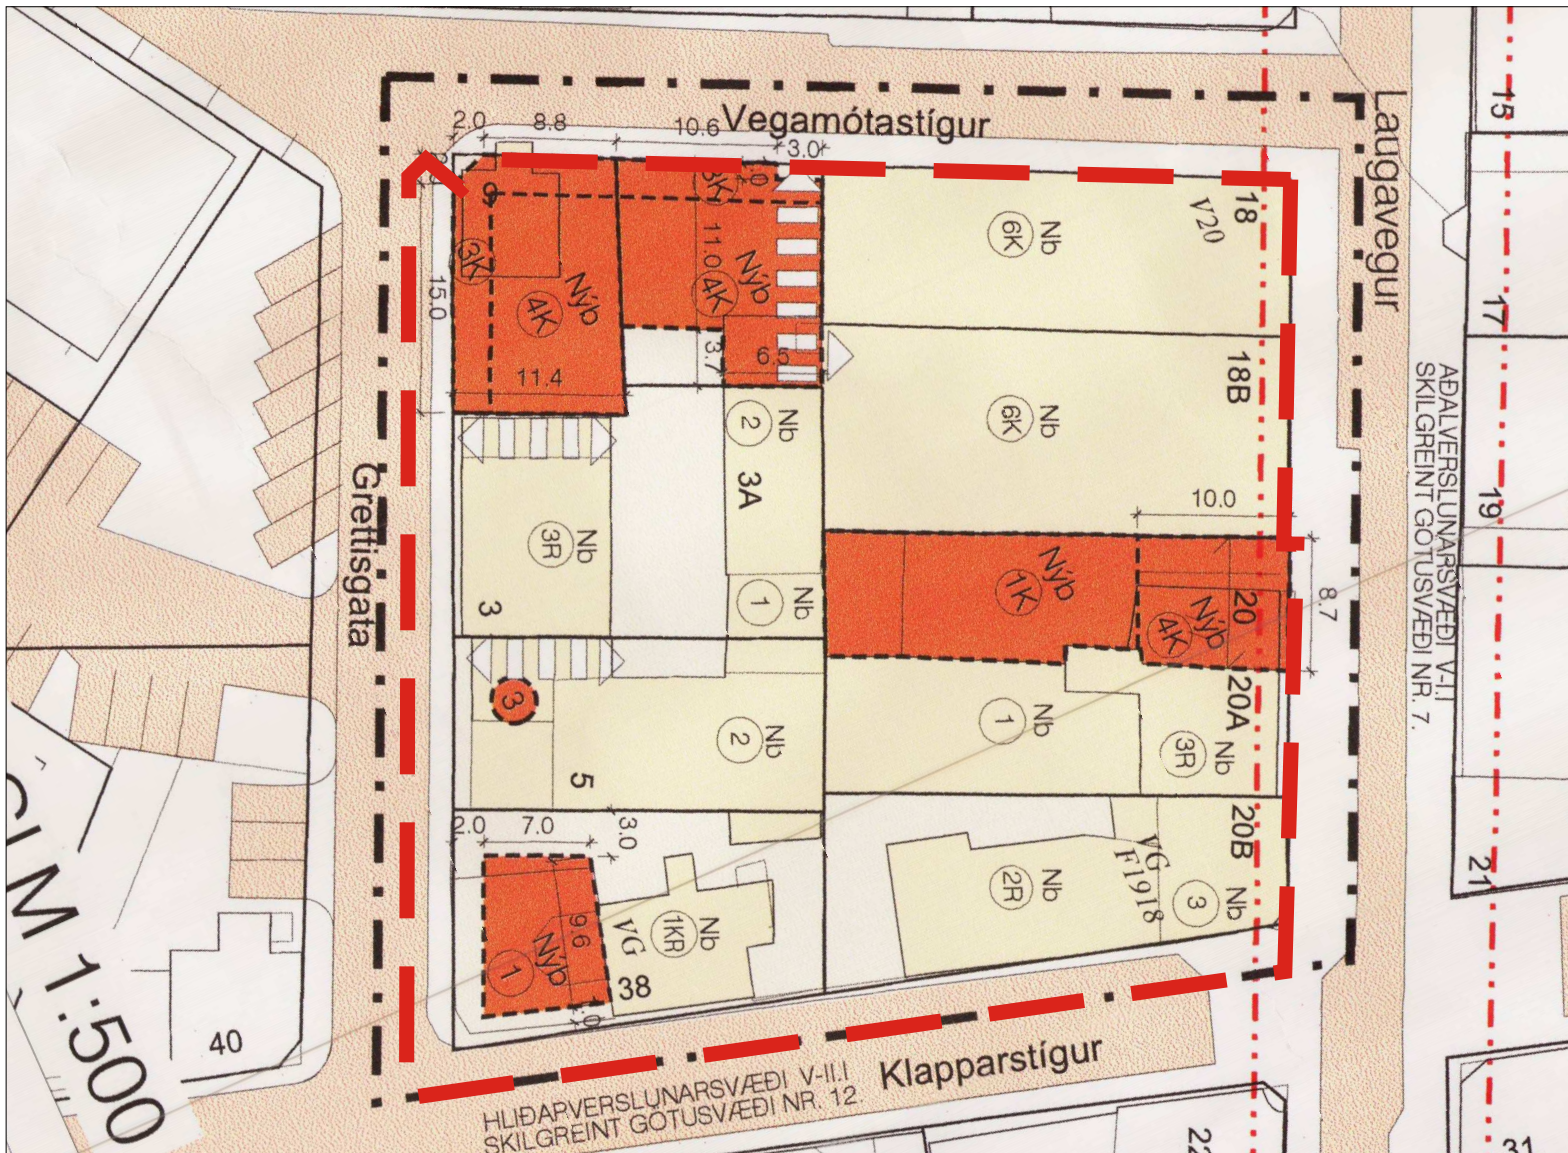 Vegamótastígur
Laugavegur
Grettisgata
Klapparstígur
AÐALVERSLUNARSVÆÐI V-I.I
SKILGREINT GÖTUSVÆÐI NR. 7.
HLIÐARVERSLUNARSVÆÐI V-II.I
SKILGREINT GÖTUSVÆÐI NR. 12.
M 1:500
2.0
8.8
10.6
3.0
15.0
11.4
11.0
3.7
6.5
10.0
8.7
2.0
7.0
3.0
9.6
9
3K
4K
Nýb
4K
Nýb
6K
Nb
18
V20
6K
Nb
18B
2
Nb
3A
3R
Nb
3
1
Nb
1K
Nýb
4K
Nýb
20
3
5
2
Nb
1
Nb
3R
Nb
20A
20B
2R
Nb
VG
F1918
3
Nb
1
Nýb
1KR
Nb
VG
38
40
15
17
19
21
31
22